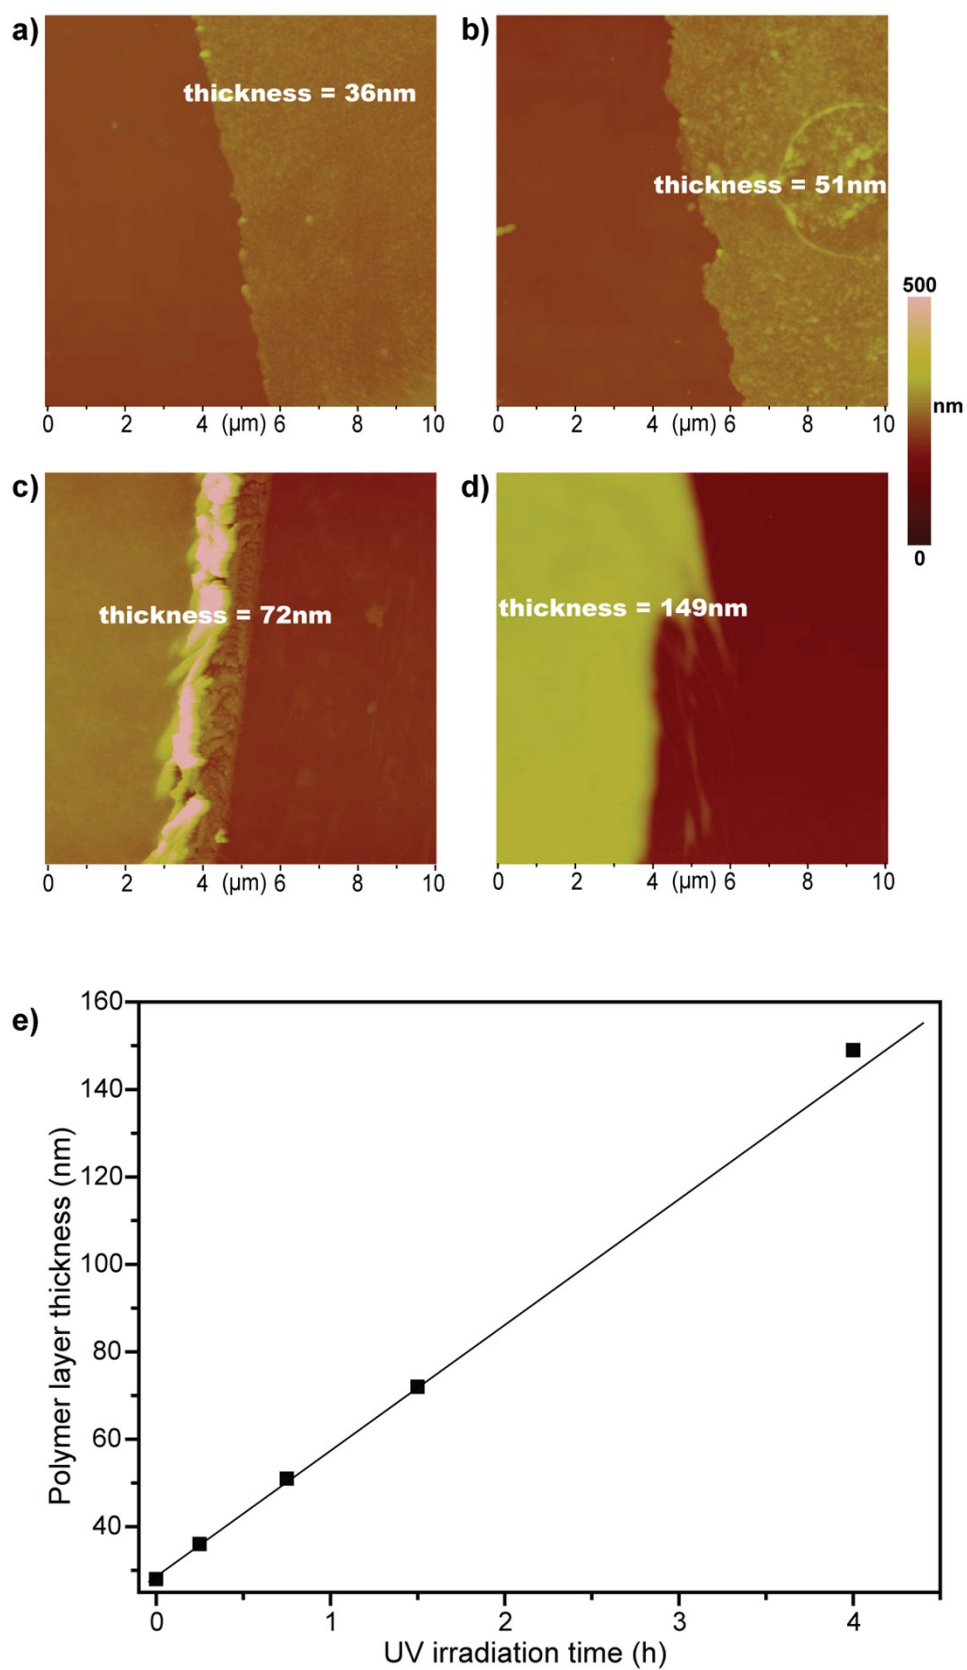 a)
thickness = 36nm
0 2 4 (µm) 6 8 10
b)
thickness = 51nm
0 2 4 (µm) 6 8 10
500
nm
0
c)
thickness = 72nm
0 2 4 (µm) 6 8 10
d)
thickness = 149nm
0 2 4 (µm) 6 8 10
e)
Polymer layer thickness (nm)
160
140
120
100
80
60
40
0 1 2 3 4
UV irradiation time (h)